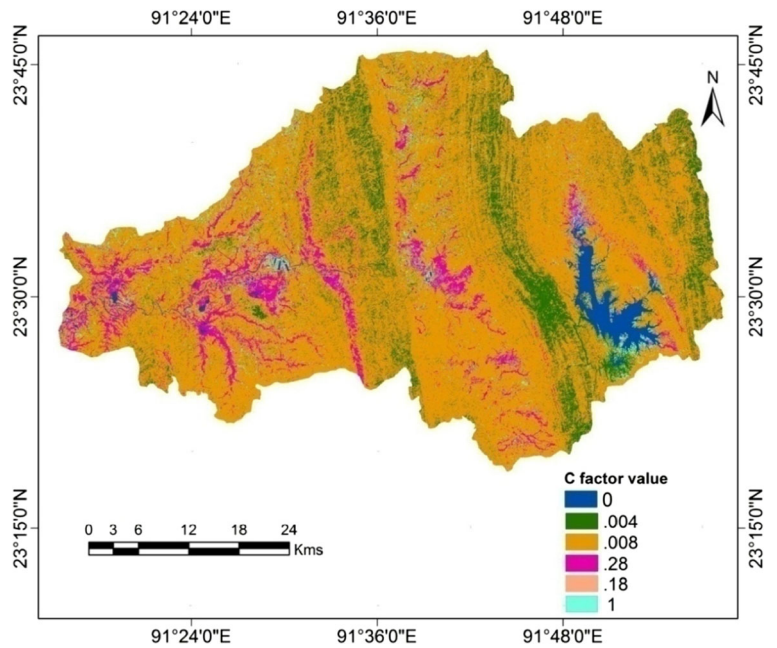 91°24'0"E 91°36'0"E 91°48'0"E
23°45'0"N 23°45'0"N
N
23°30'0"N 23°30'0"N
C factor value
0
.004
.008
.28
.18
1
23°15'0"N 23°15'0"N
0 3 6 12 18 24
Kms
91°24'0"E 91°36'0"E 91°48'0"E